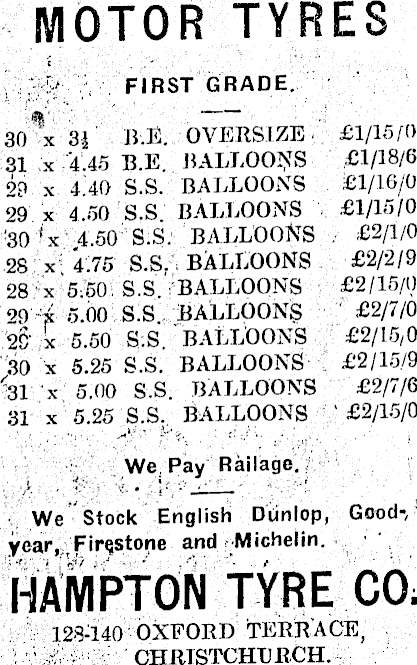 MOTOR TYRES
FIRST GRADE.
30 x 3½ B.E. OVERSIZE £1/15/0
31 x 4.45 B.E. BALLOONS £1/18/6
29 x 4.40 S.S. BALLOONS £1/16/0
29 x 4.50 S.S. BALLOONS £1/15/0
30 x 4.50 S.S. BALLOONS £2/1/0
28 x 4.75 S.S. BALLOONS £2/2/9
28 x 5.50 S.S. BALLOONS £2/15/0
29 x 5.00 S.S. BALLOONS £2/7/0
x 5.50 S.S. BALLOONS £2/15/0
30 x 5.25 S.S. BALLOONS £2/15/9
31 x 5.00 S.S. BALLOONS £2/7/6
31 x 5.25 S.S. BALLOONS £2/15/0
We Pay Railage.
We Stock English Dunlop, Good-
year, Firestone and Michelin.
HAMPTON TYRE CO.
128-140 OXFORD TERRACE,
CHRISTCHURCH.